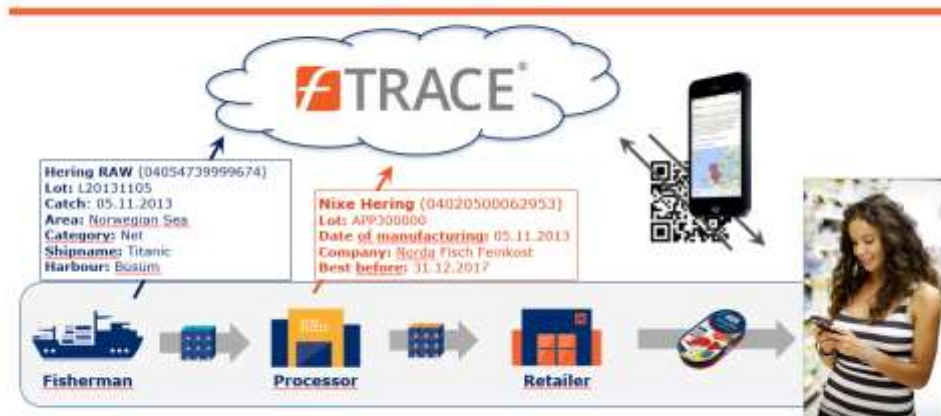 fTRACE®
Hering RAW (04054739999674)
Lot: L20131105
Catch: 05.11.2013
Area: Norwegian Sea
Category: Net
Shipname: Titanic
Harbour: Büsum
Nixe Hering (04020500062953)
Lot: APP300000
Date of manufacturing: 05.11.2013
Company: Norda Fisch Feinkost
Best before: 31.12.2017
Fisherman
Processor
Retailer